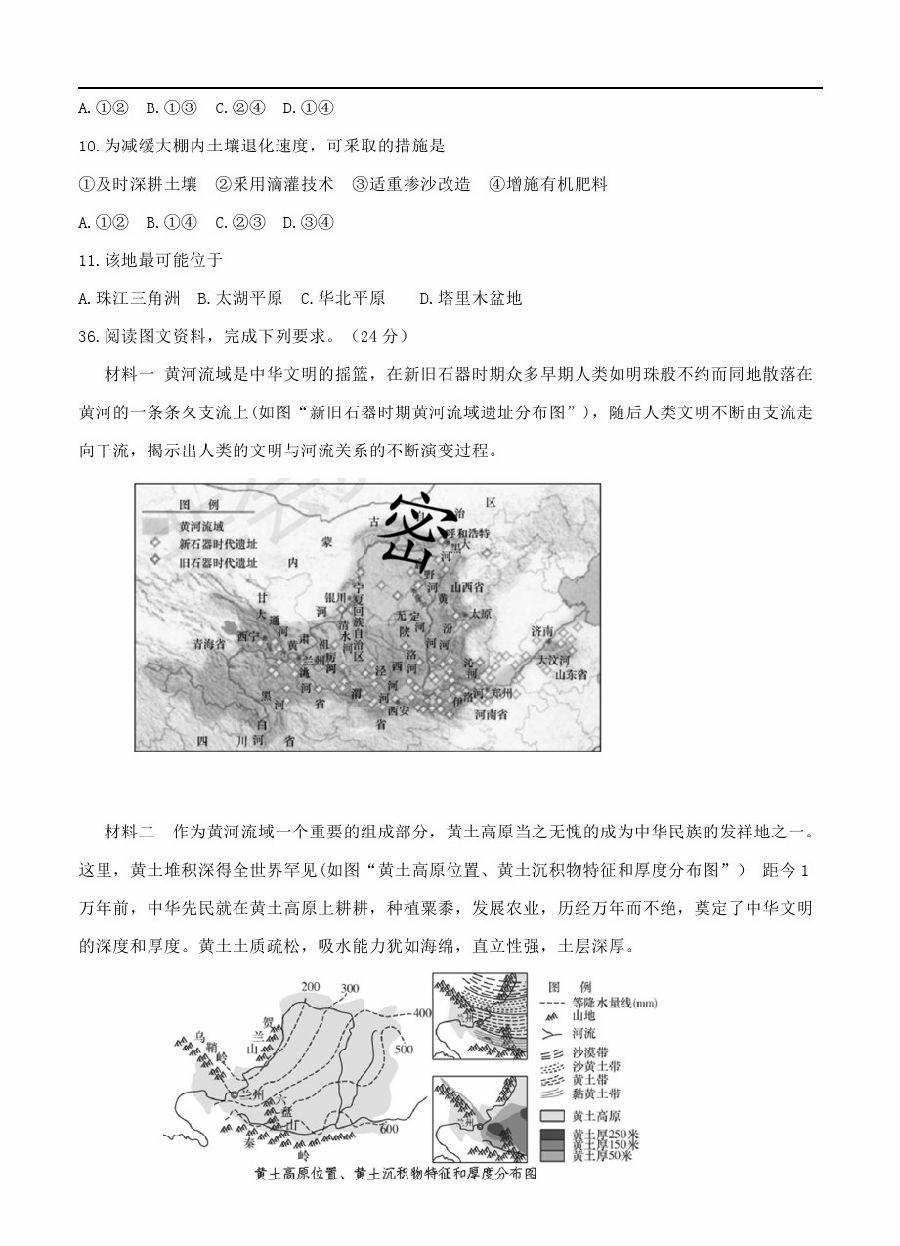 A.①② B.①③ C.②④ D.①④
10.为减缓大棚内土壤退化速度，可采取的措施是
①及时深耕土壤 ②采用滴灌技术 ③适重掺沙改造 ④增施有机肥料
A.①② B.①④ C.②③ D.③④
11.该地最可能位于
A.珠江三角洲 B.太湖平原 C.华北平原 D.塔里木盆地
36.阅读图文资料，完成下列要求。（24分）
材料一 黄河流域是中华文明的摇篮，在新旧石器时期众多早期人类如明珠般不约而同地散落在
黄河的一条条久支流上(如图“新旧石器时期黄河流域遗址分布图”），随后人类文明不断由支流走
向干流，揭示出人类的文明与河流关系的不断演变过程。
图 例
黄河流域
新石器时代遗址
旧石器时代遗址
密
内 蒙 古 自 治 区
呼和浩特
大黑河
宁夏回族自治区
银川
清水河
祖厉河
甘肃省
大通河
湟
西宁
青海省
兰州
洮河
黑河
白河
四川省
野河
无定河
陕西省
洛河
泾河
渭河
西安
黄河
山西省
太原
汾河
沁河
伊洛河
郑州
河南省
济南
大汶河
山东省
材料二 作为黄河流域一个重要的组成部分，黄土高原当之无愧的成为中华民族的发祥地之一。
这里，黄土堆积深得全世界罕见(如图“黄土高原位置、黄土沉积物特征和厚度分布图”） 距今1
万年前，中华先民就在黄土高原上耕耕，种植粟黍，发展农业，历经万年而不绝，奠定了中华文明
的深度和厚度。黄土土质疏松，吸水能力犹如海绵，直立性强，土层深厚。
200
300
400
500
600
乌鞘岭
贺兰山
兰州
六盘山
秦岭
兰州
兰州
图 例
等降水量线(mm)
山地
河流
沙漠带
沙黄土带
黄土带
黏黄土带
黄土高原
黄土厚250米
黄土厚150米
黄土厚50米
黄土高原位置、黄土沉积物特征和厚度分布图